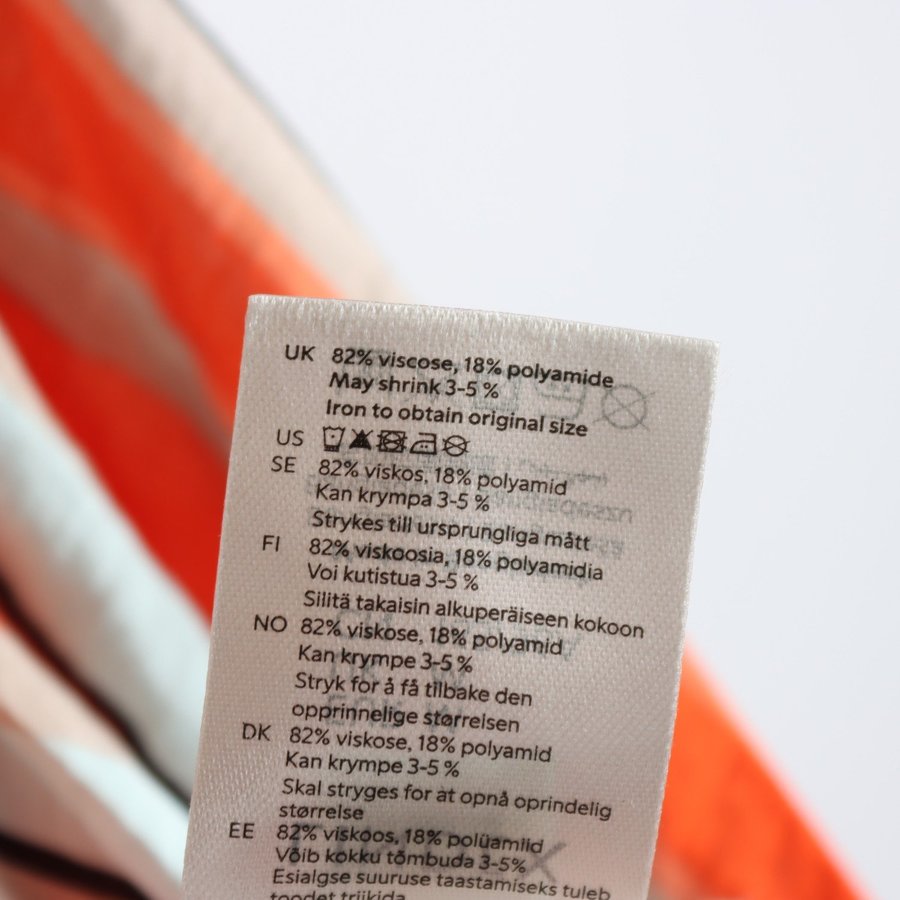 UK 82% viscose, 18% polyamide
May shrink 3-5 %
Iron to obtain original size
US
SE 82% viskos, 18% polyamid
Kan krympa 3-5 %
Strykes till ursprungliga mått
FI 82% viskoosia, 18% polyamidia
Voi kutistua 3-5 %
Silitä takaisin alkuperäiseen kokoon
NO 82% viskose, 18% polyamid
Kan krympe 3-5 %
Stryk for å få tilbake den
opprinnelige størrelsen
DK 82% viskose, 18% polyamid
Kan krympe 3-5 %
Skal stryges for at opnå oprindelig
størrelse
EE 82% viskoos, 18% polüamiid
Võib kokku tõmbuda 3-5%
Esialgse suuruse taastamiseks tuleb
toodet triikida